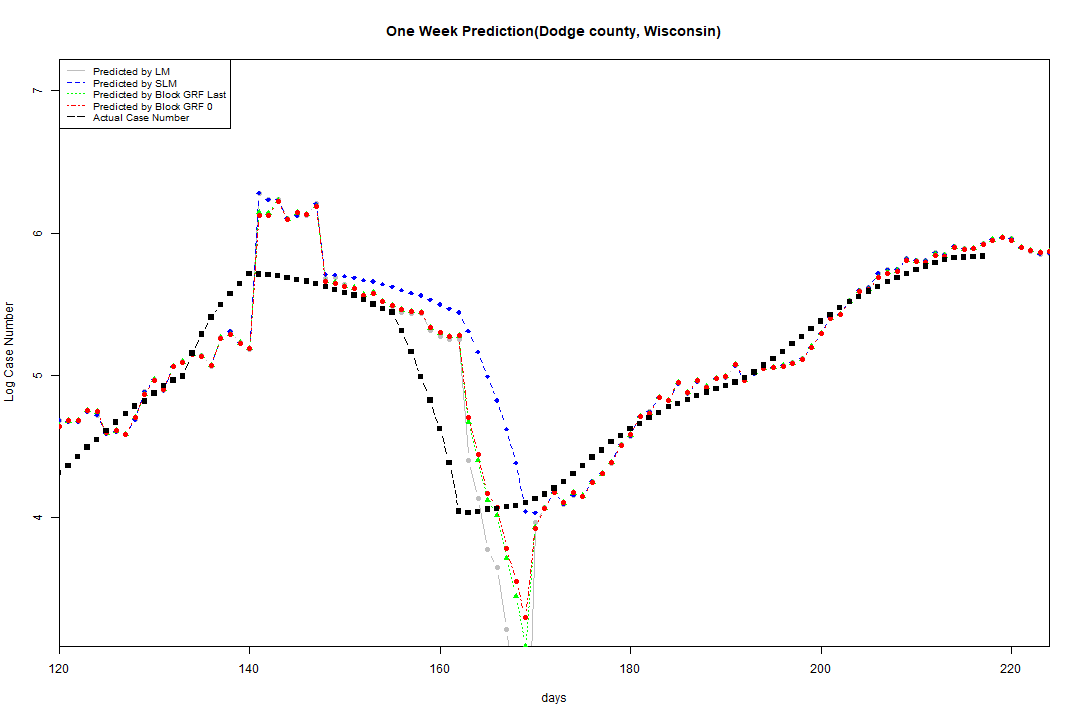 One Week Prediction(Dodge county, Wisconsin)
Predicted by LM
Predicted by SLM
Predicted by Block GRF Last
Predicted by Block GRF 0
Actual Case Number
Log Case Number
7
6
5
4
120 140 160 180 200 220
days